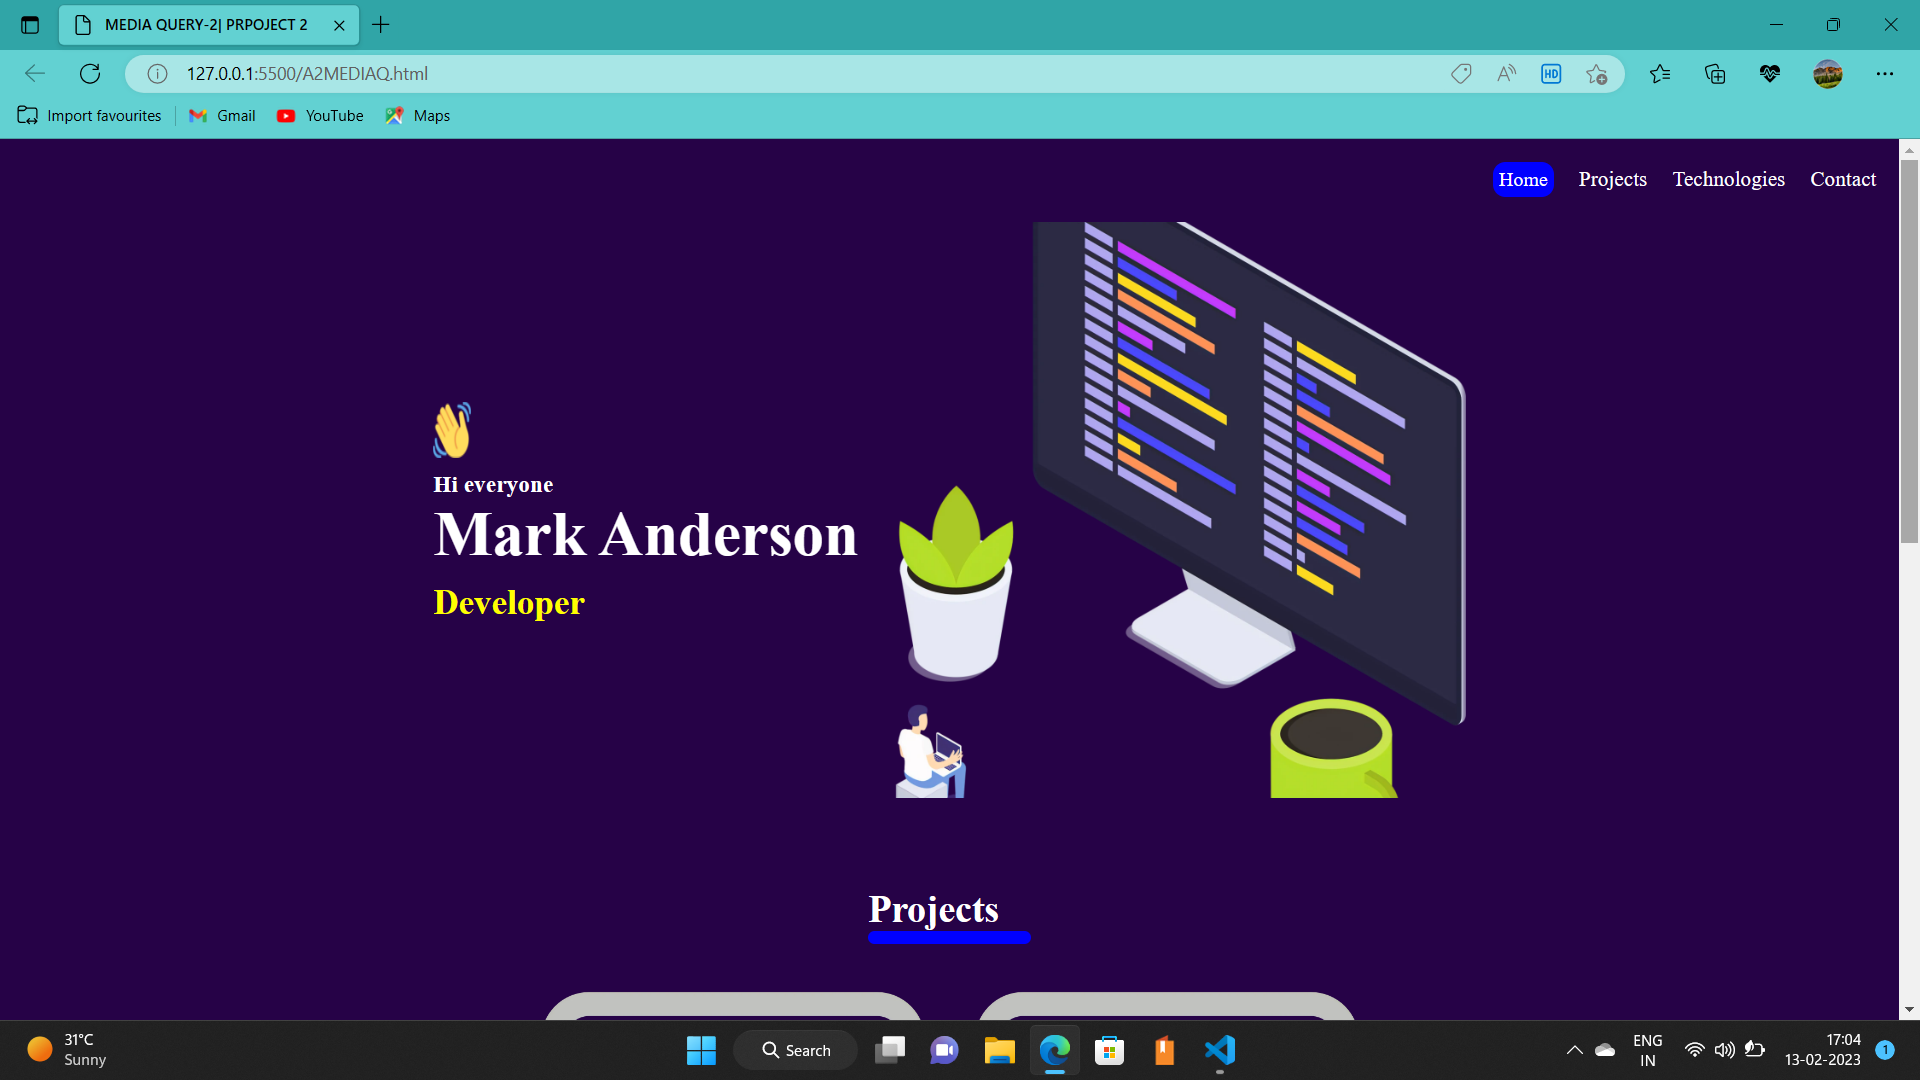 MEDIA QUERY-2| PRPOJECT 2
127.0.0.1:5500/A2MEDIAQ.html
HD
Import favourites
Gmail
YouTube
Maps
Home
Projects
Technologies
Contact
Hi everyone
Mark Anderson
Developer
Projects
31°C
Sunny
Search
ENG
IN
17:04
13-02-2023
1